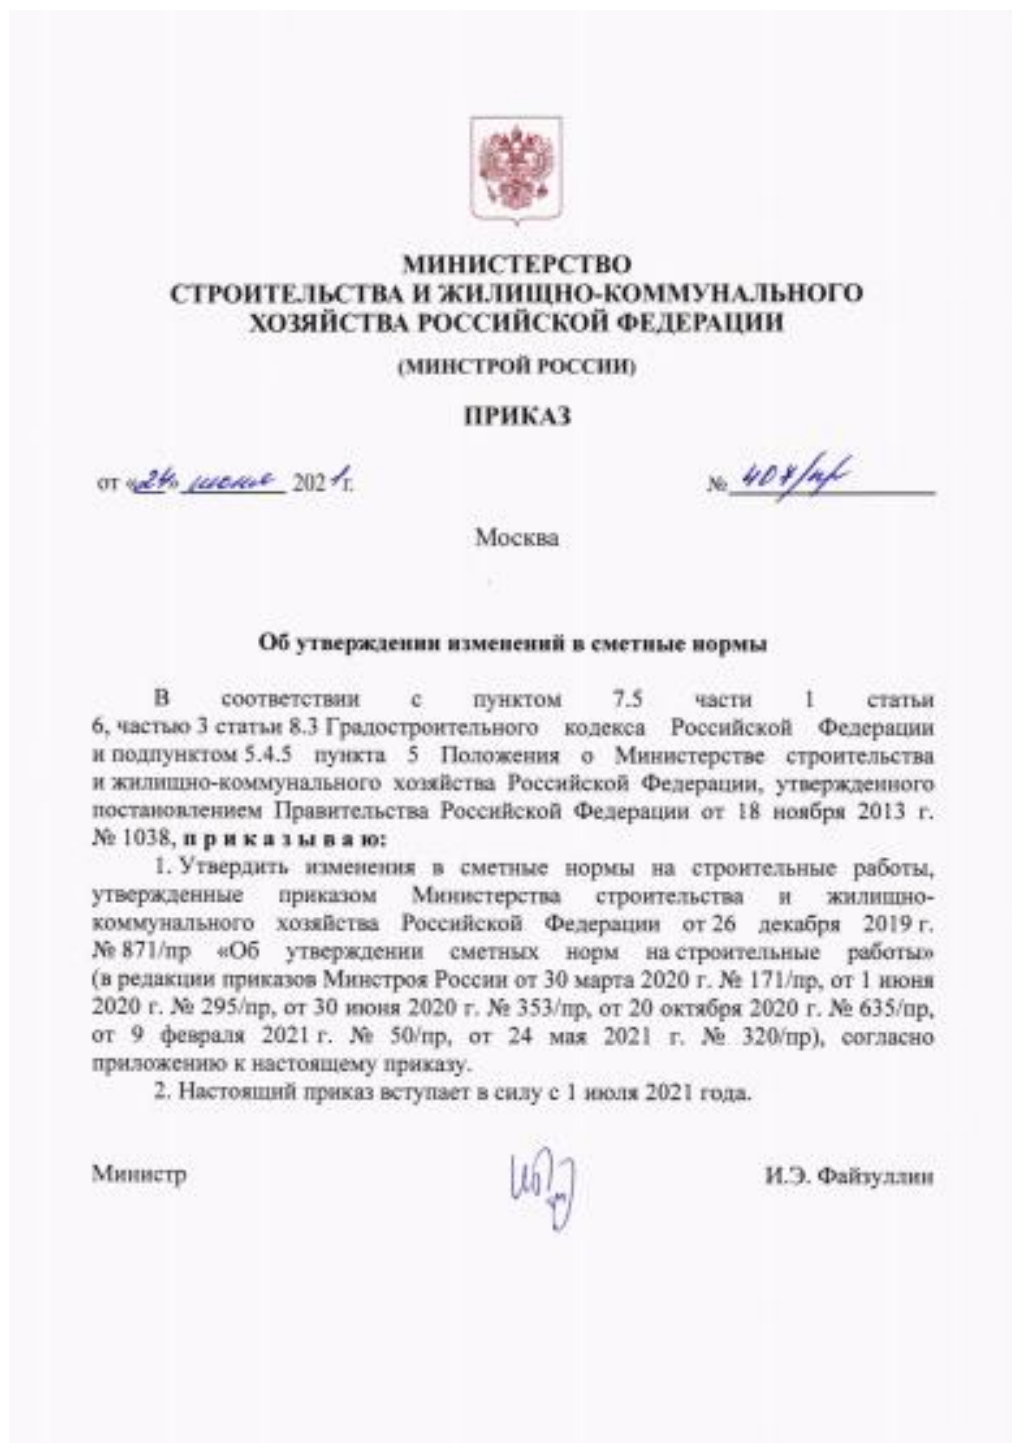 МИНИСТЕРСТВО
СТРОИТЕЛЬСТВА И ЖИЛИЩНО-КОММУНАЛЬНОГО
ХОЗЯЙСТВА РОССИЙСКОЙ ФЕДЕРАЦИИ
(МИНСТРОЙ РОССИИ)
ПРИКАЗ
от «24» июня 2021 г. № 407/пр
Москва
Об утверждении изменений в сметные нормы
В соответствии с пунктом 7.5 части 1 статьи
6, частью 3 статьи 8.3 Градостроительного кодекса Российской Федерации
и подпунктом 5.4.5 пункта 5 Положения о Министерстве строительства
и жилищно-коммунального хозяйства Российской Федерации, утвержденного
постановлением Правительства Российской Федерации от 18 ноября 2013 г.
№ 1038, п р и к а з ы в а ю:
1. Утвердить изменения в сметные нормы на строительные работы,
утвержденные приказом Министерства строительства и жилищно-
коммунального хозяйства Российской Федерации от 26 декабря 2019 г.
№ 871/пр «Об утверждении сметных норм на строительные работы»
(в редакции приказов Минстроя России от 30 марта 2020 г. № 171/пр, от 1 июня
2020 г. № 295/пр, от 30 июня 2020 г. № 353/пр, от 20 октября 2020 г. № 635/пр,
от 9 февраля 2021 г. № 50/пр, от 24 мая 2021 г. № 320/пр), согласно
приложению к настоящему приказу.
2. Настоящий приказ вступает в силу с 1 июля 2021 года.
Министр И.Э. Файзуллин